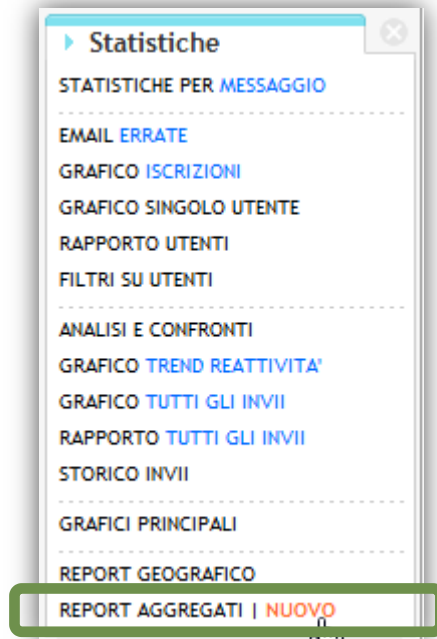 Statistiche
STATISTICHE PER MESSAGGIO
EMAIL ERRATE
GRAFICO ISCRIZIONI
GRAFICO SINGOLO UTENTE
RAPPORTO UTENTI
FILTRI SU UTENTI
ANALISI E CONFRONTI
GRAFICO TREND REATTIVITA'
GRAFICO TUTTI GLI INVII
RAPPORTO TUTTI GLI INVII
STORICO INVII
GRAFICI PRINCIPALI
REPORT GEOGRAFICO
REPORT AGGREGATI | NUOVO